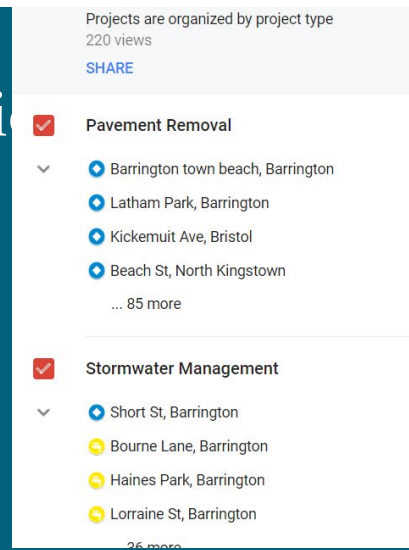 Projects are organized by project type
220 views
SHARE
Pavement Removal
Barrington town beach, Barrington
Latham Park, Barrington
Kickemuit Ave, Bristol
Beach St, North Kingstown
... 85 more
Stormwater Management
Short St, Barrington
Bourne Lane, Barrington
Haines Park, Barrington
Lorraine St, Barrington
... 36 more